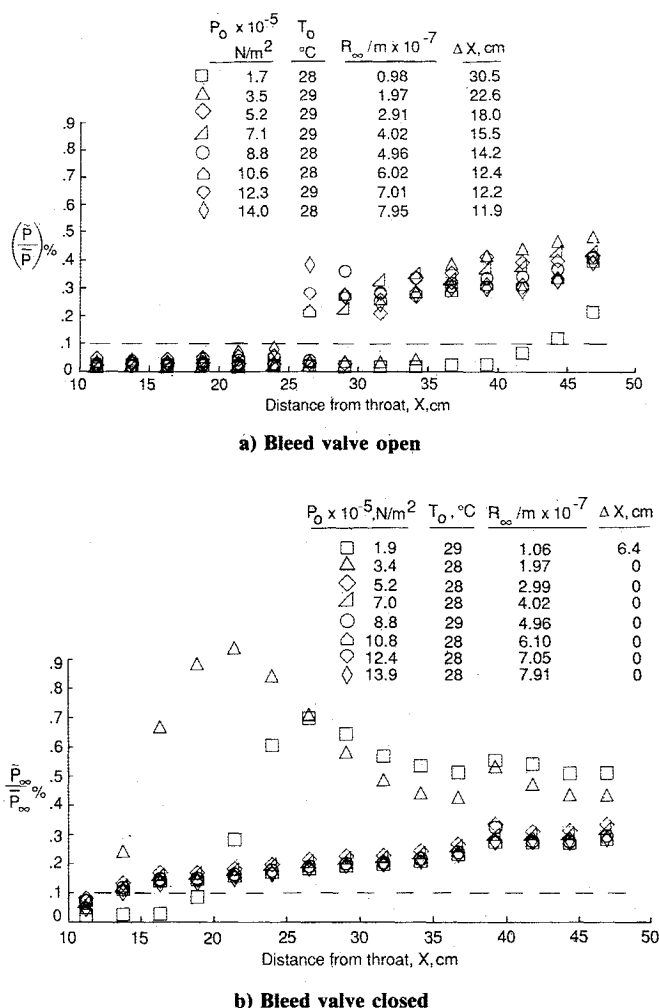 P₀ x 10⁻⁵ T₀
N/m² °C R∞ /m x 10⁻⁷ Δ X, cm
1.7 28 0.98 30.5
3.5 29 1.97 22.6
5.2 29 2.91 18.0
7.1 29 4.02 15.5
8.8 28 4.96 14.2
10.6 28 6.02 12.4
12.3 29 7.01 12.2
14.0 28 7.95 11.9
.9
.8
.7
.6
.5
.4
.3
.2
.1
0
(P̃/P̄)%
10 15 20 25 30 35 40 45 50
Distance from throat, X,cm
a) Bleed valve open
P₀ x 10⁻⁵,N/m² T₀ , °C R∞ /m x 10⁻⁷ Δ X, cm
1.9 29 1.06 6.4
3.4 28 1.97 0
5.2 28 2.99 0
7.0 28 4.02 0
8.8 29 4.96 0
10.8 28 6.10 0
12.4 28 7.05 0
13.9 28 7.91 0
.9
.8
.7
.6
.5
.4
.3
.2
.1
0
P̃∞/P̄∞%
10 15 20 25 30 35 40 45 50
Distance from throat, X,cm
b) Bleed valve closed